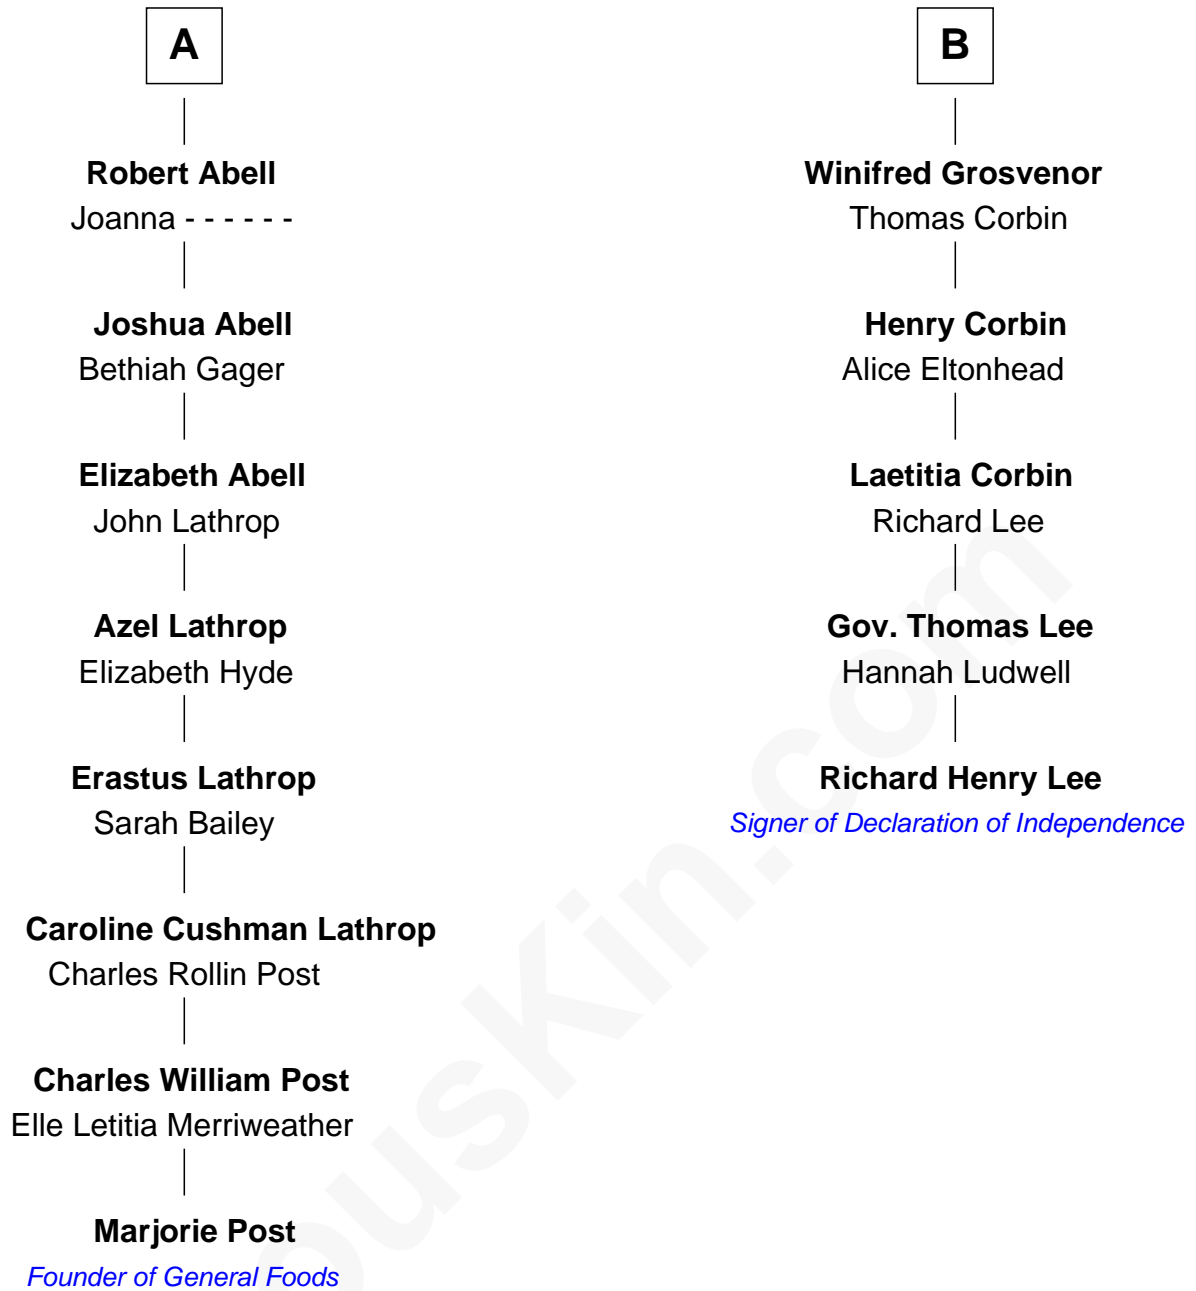 A
Robert Abell
Joanna - - - - - -
Joshua Abell
Bethiah Gager
Elizabeth Abell
John Lathrop
Azel Lathrop
Elizabeth Hyde
Erastus Lathrop
Sarah Bailey
Caroline Cushman Lathrop
Charles Rollin Post
Charles William Post
Elle Letitia Merriweather
Marjorie Post
Founder of General Foods
B
Winifred Grosvenor
Thomas Corbin
Henry Corbin
Alice Eltonhead
Laetitia Corbin
Richard Lee
Gov. Thomas Lee
Hannah Ludwell
Richard Henry Lee
Signer of Declaration of Independence
ousKin.com